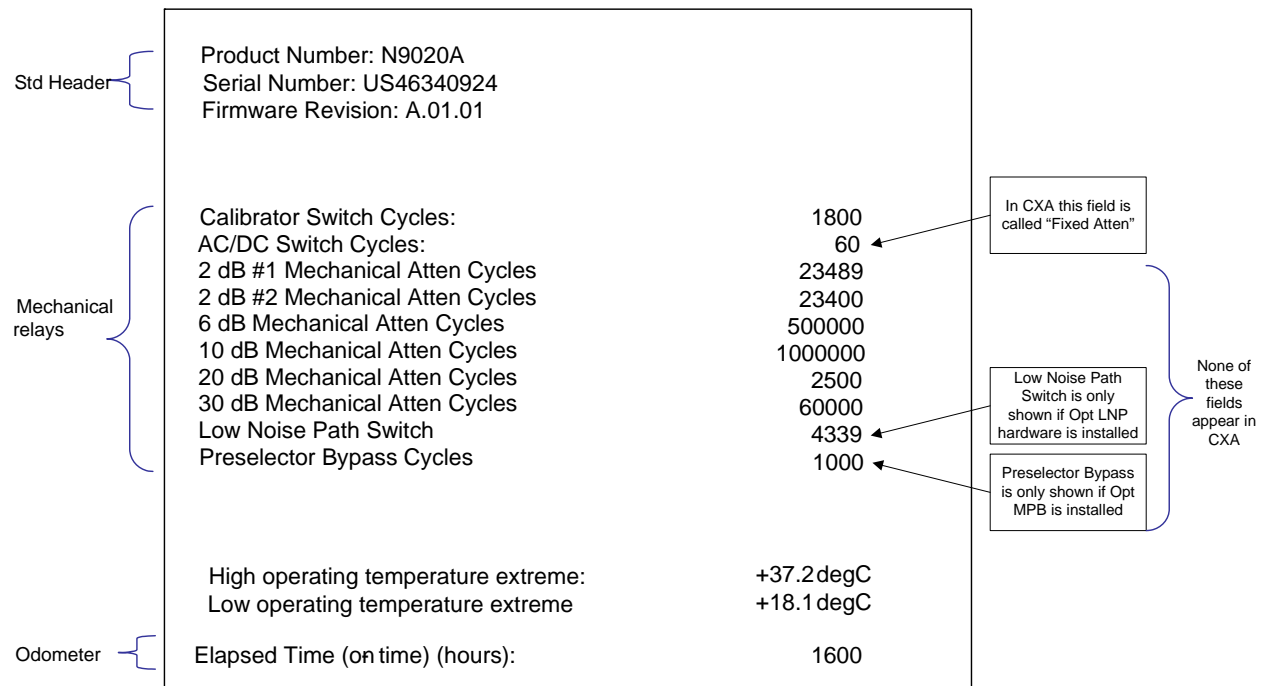 Std Header
Product Number: N9020A
Serial Number: US46340924
Firmware Revision: A.01.01
Mechanical
relays
Calibrator Switch Cycles: 1800
AC/DC Switch Cycles: 60
2 dB #1 Mechanical Atten Cycles 23489
2 dB #2 Mechanical Atten Cycles 23400
6 dB Mechanical Atten Cycles 500000
10 dB Mechanical Atten Cycles 1000000
20 dB Mechanical Atten Cycles 2500
30 dB Mechanical Atten Cycles 60000
Low Noise Path Switch 4339
Preselector Bypass Cycles 1000
In CXA this field is
called “Fixed Atten”
Low Noise Path
Switch is only
shown if Opt LNP
hardware is installed
Preselector Bypass
is only shown if Opt
MPB is installed
None of
these
fields
appear in
CXA
High operating temperature extreme: +37.2degC
Low operating temperature extreme +18.1degC
Odometer
Elapsed Time (on-time) (hours): 1600